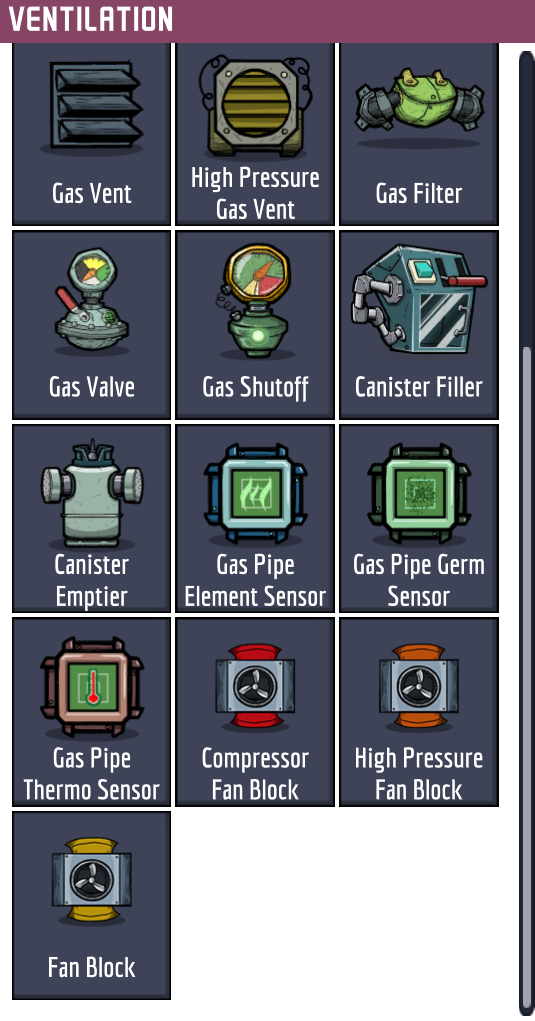 VENTILATION
Gas Vent
High Pressure
Gas Vent
Gas Filter
Gas Valve
Gas Shutoff
Canister Filler
Canister
Emptier
Gas Pipe
Element Sensor
Gas Pipe Germ
Sensor
Gas Pipe
Thermo Sensor
Compressor
Fan Block
High Pressure
Fan Block
Fan Block